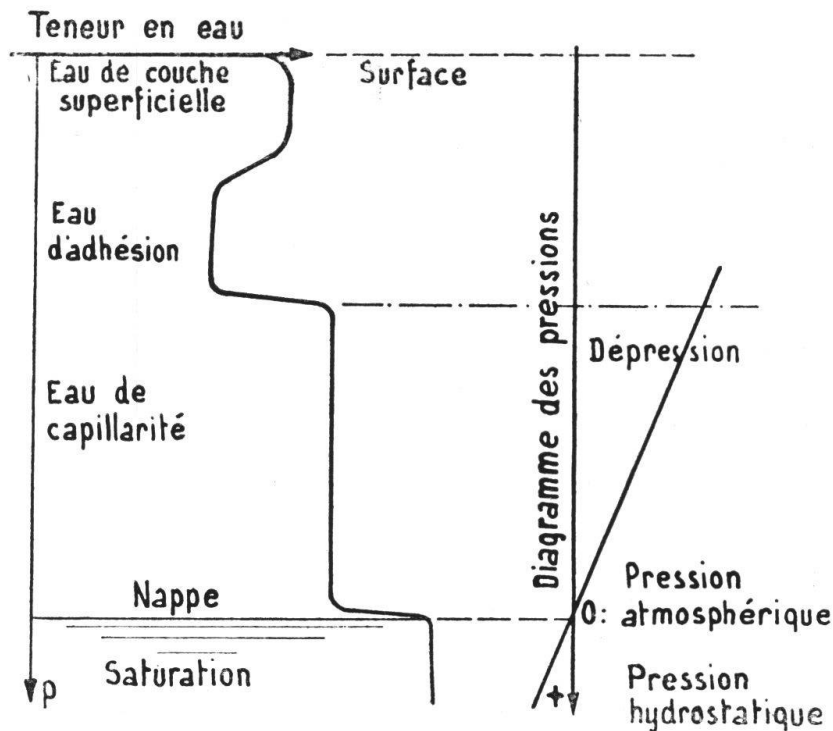 Teneur en eau
Eau de couche
superficielle
Surface
Eau
d'adhésion
Diagramme des pressions
Dépression
Eau de
capillarité
Nappe
Pression
0: atmosphérique
Saturation
p
+
Pression
hydrostatique